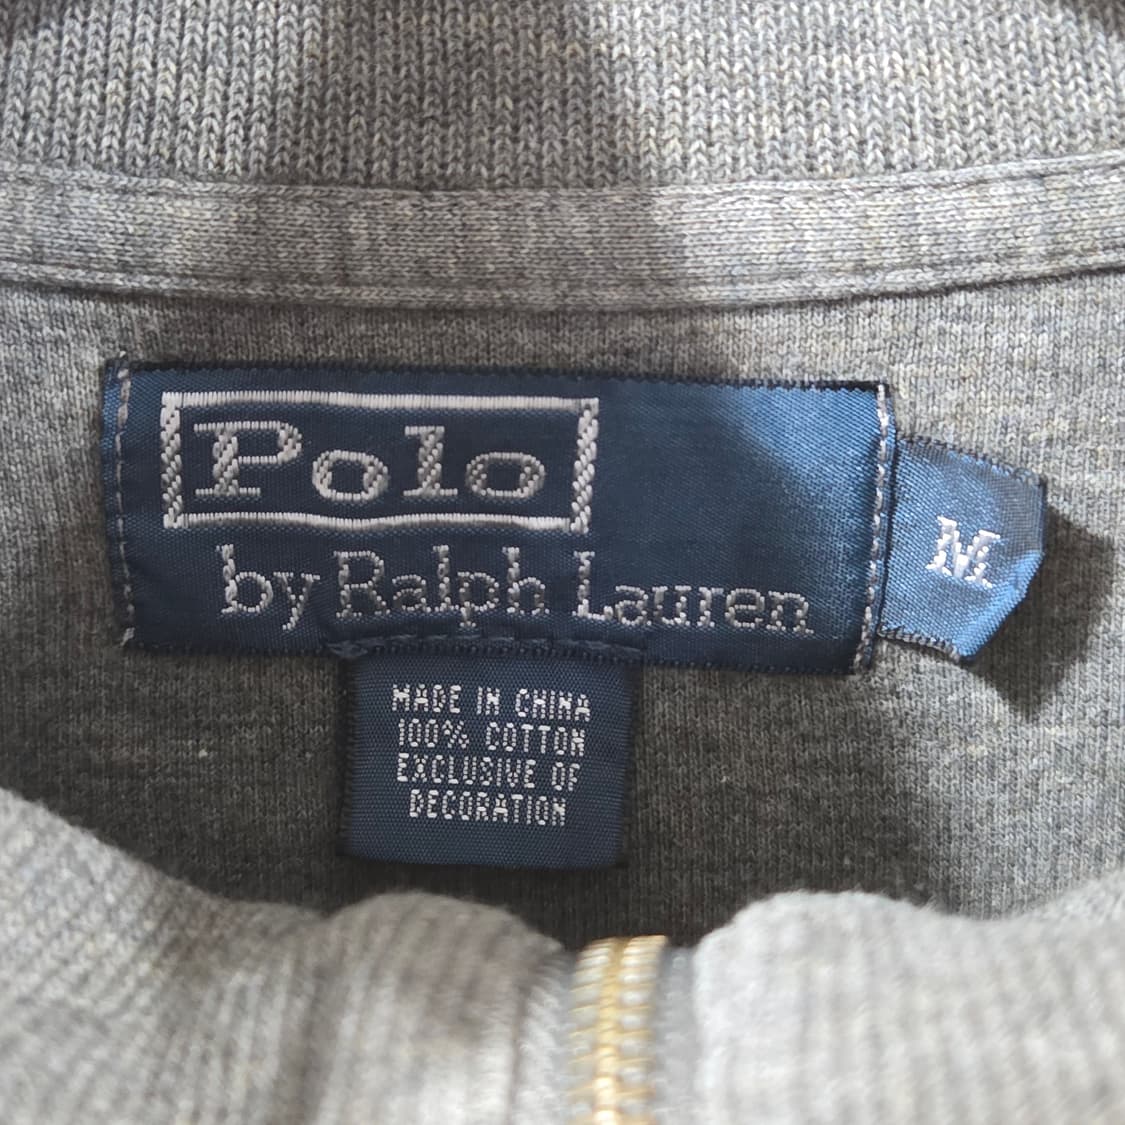 Polo
by Ralph Lauren
M
MADE IN CHINA
100% COTTON
EXCLUSIVE OF
DECORATION